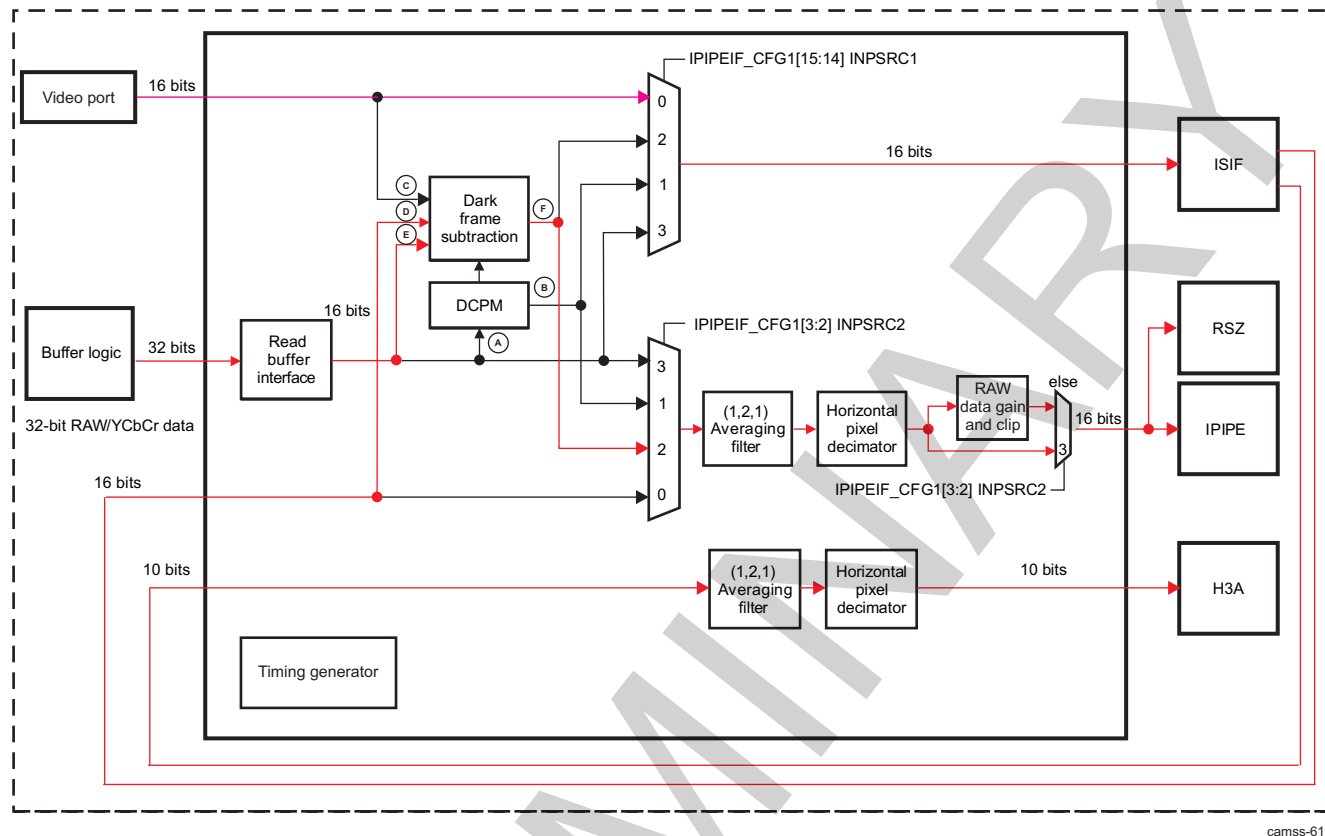 IPIPEIF_CFG1[15:14] INPSRC1
Video port
16 bits
0
2
1
3
16 bits
ISIF
C
D
E
Dark
frame
subtraction
F
DCPM
B
A
Buffer logic
32 bits
32-bit RAW/YCbCr data
Read
buffer
interface
16 bits
IPIPEIF_CFG1[3:2] INPSRC2
3
1
2
0
(1,2,1)
Averaging
filter
Horizontal
pixel
decimator
RAW
data gain
and clip
else
3
16 bits
IPIPEIF_CFG1[3:2] INPSRC2
RSZ
IPIPE
16 bits
10 bits
(1,2,1)
Averaging
filter
Horizontal
pixel
decimator
10 bits
H3A
Timing generator
MINARY
camss-61